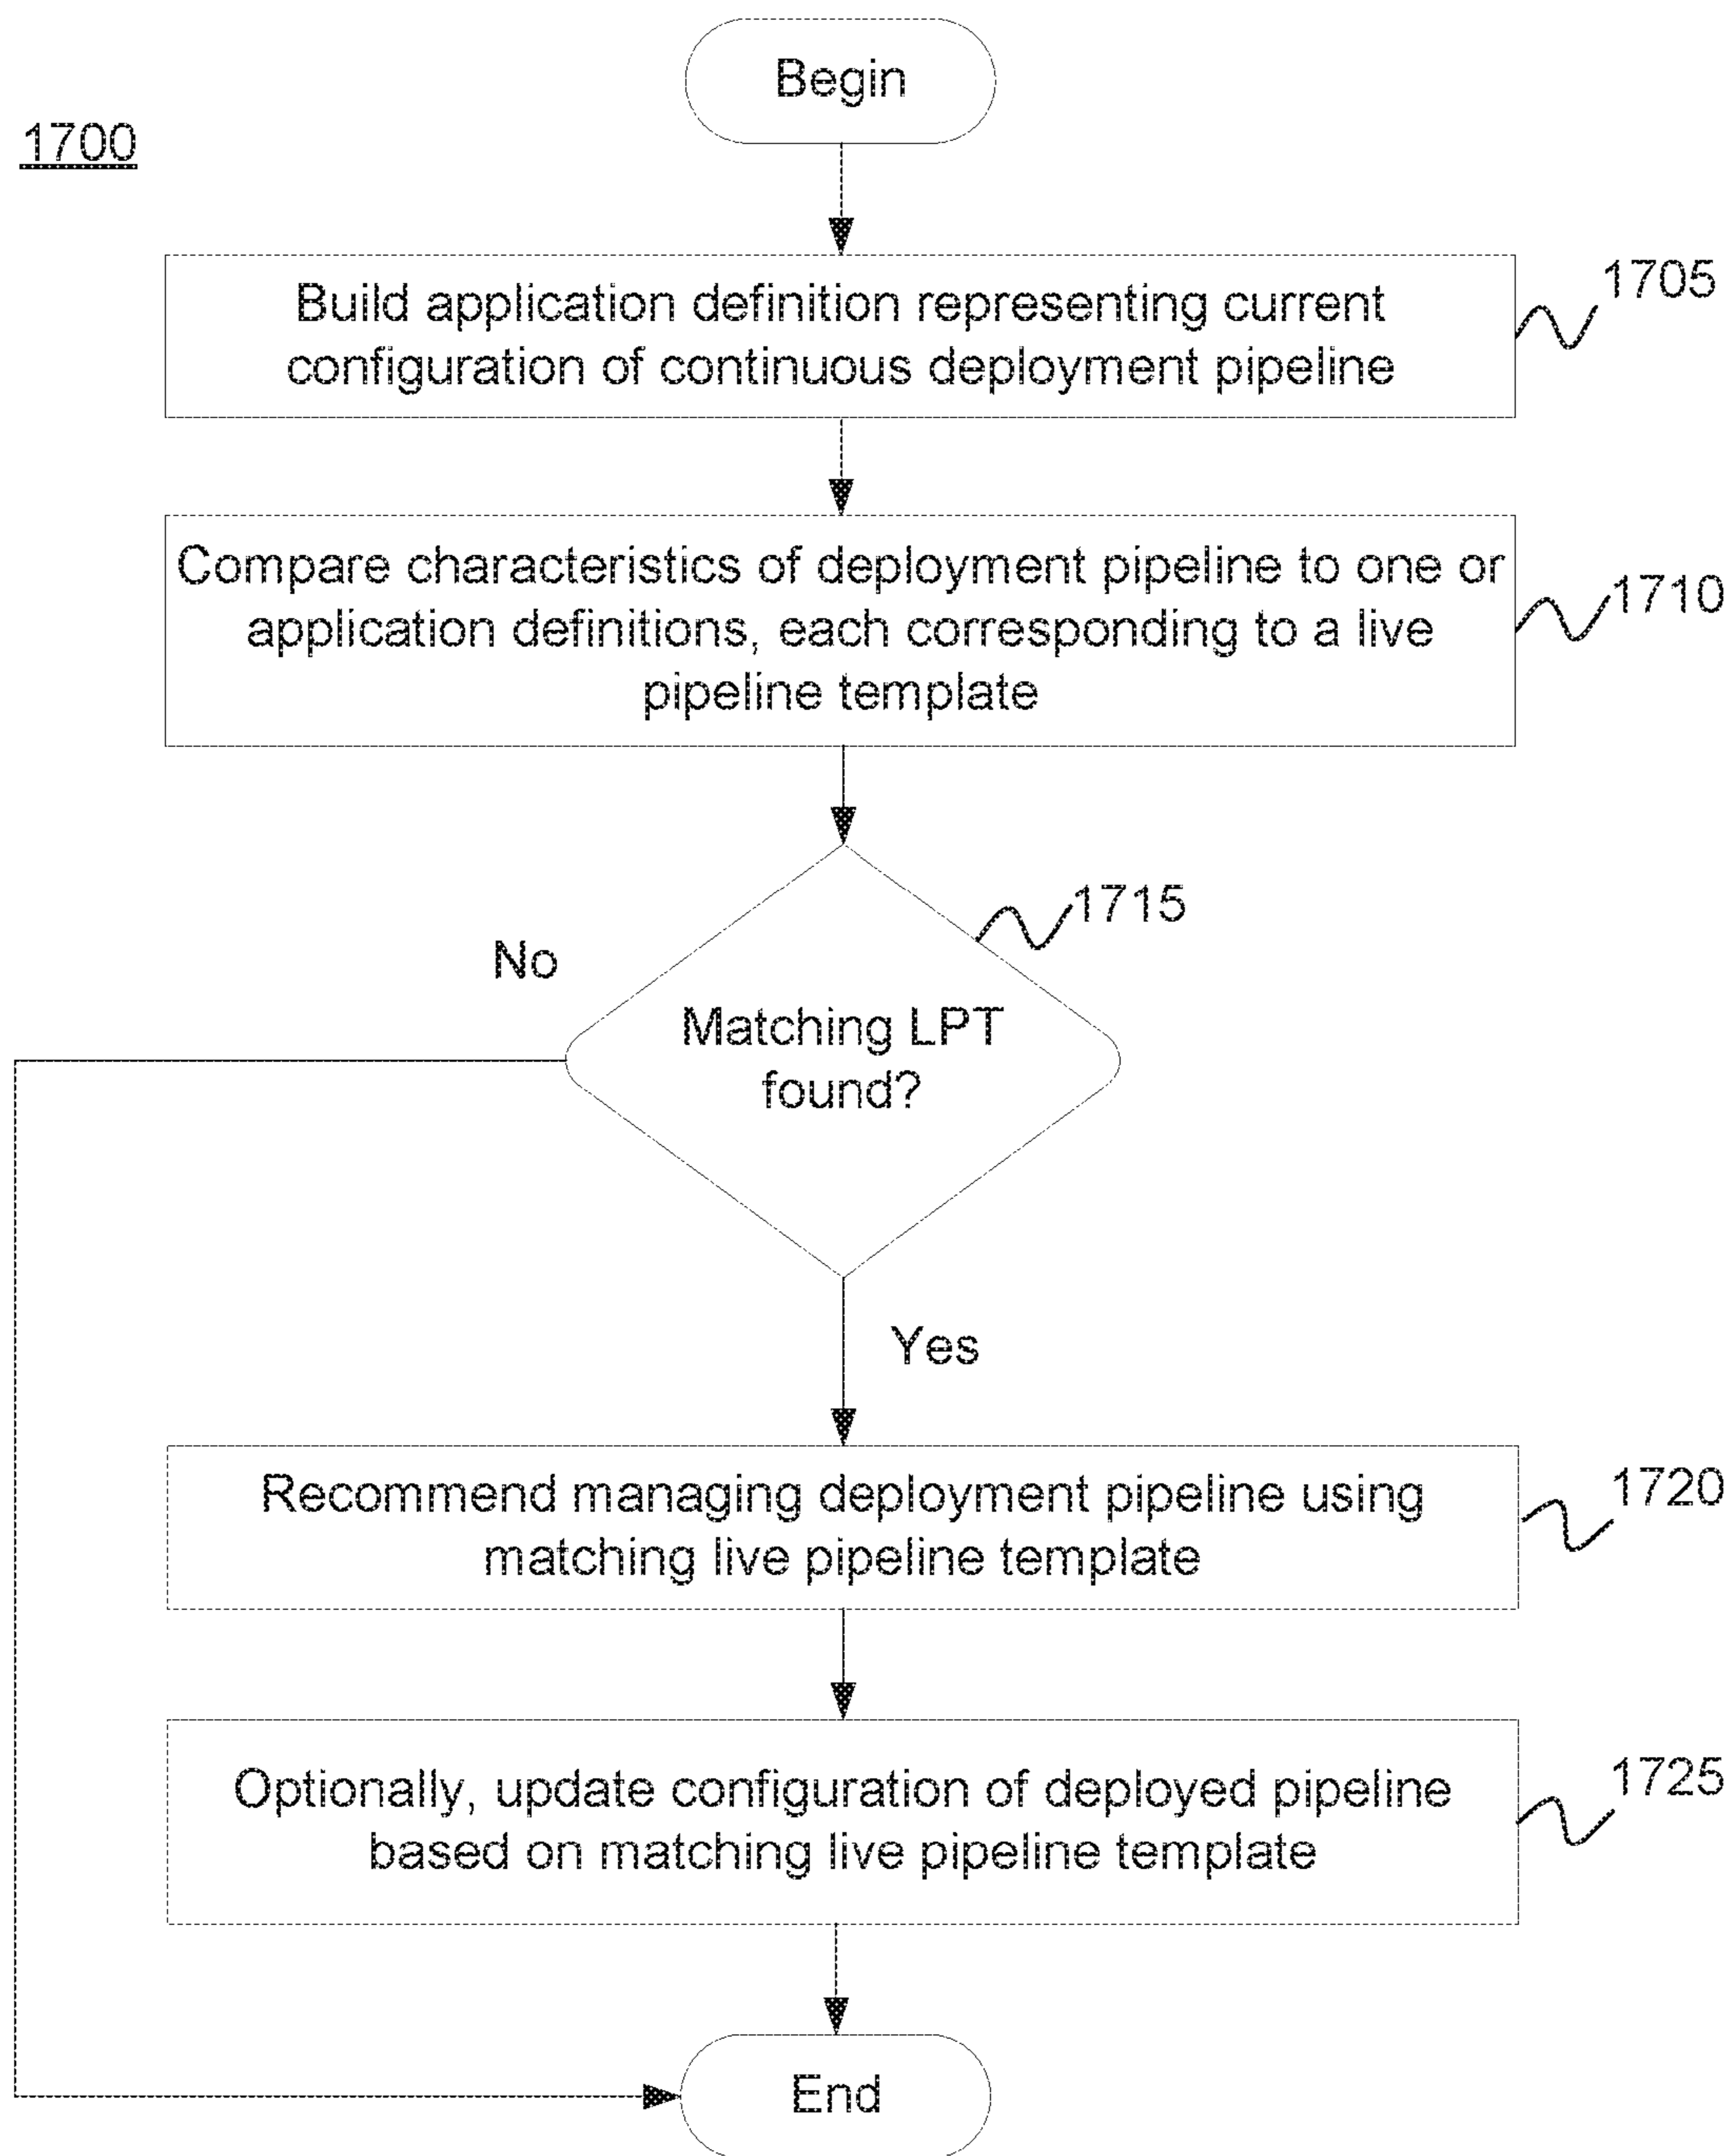 Begin
1700
Build application definition representing current
configuration of continuous deployment pipeline
1705
Compare characteristics of deployment pipeline to one or
application definitions, each corresponding to a live
pipeline template
1710
1715
No
Matching LPT
found?
Yes
Recommend managing deployment pipeline using
matching live pipeline template
1720
Optionally, update configuration of deployed pipeline
based on matching live pipeline template
1725
End